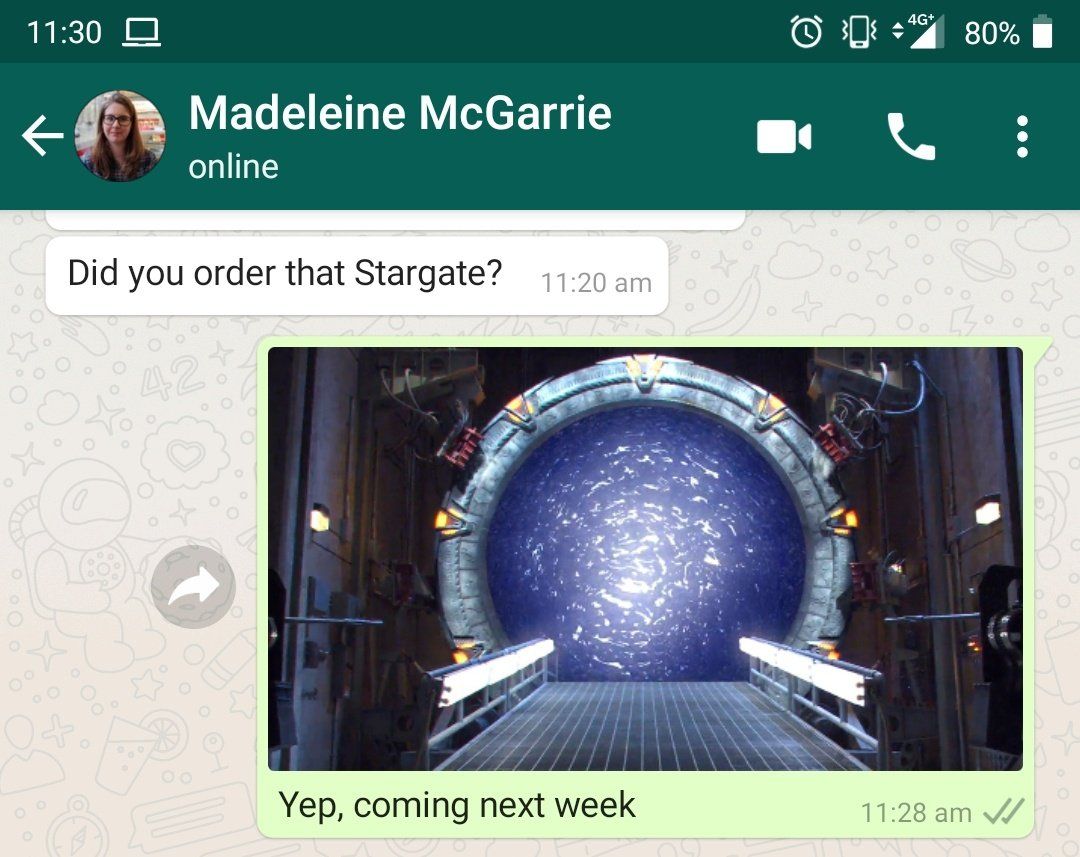 11:30
4G+
80%
Madeleine McGarrie
online
Did you order that Stargate?
11:20 am
42
Yep, coming next week
11:28 am